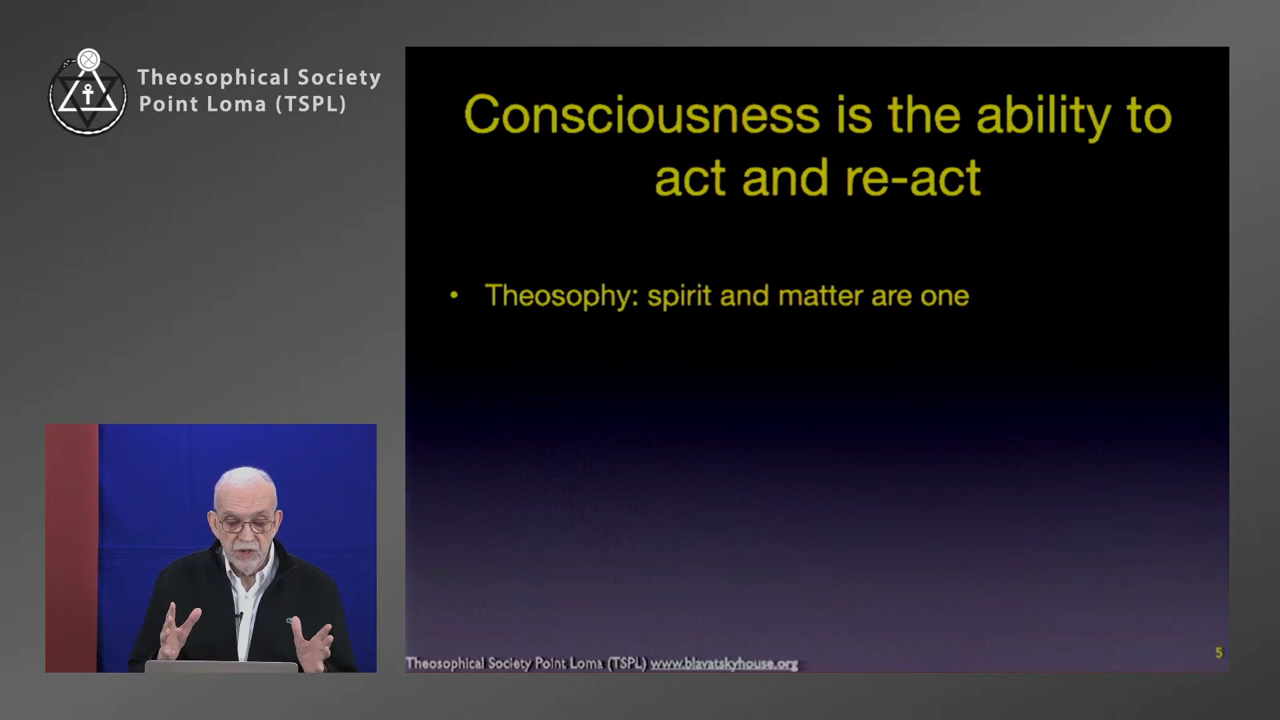 Theosophical Society
Point Loma (TSPL)
Consciousness is the ability to
act and re-act
• Theosophy: spirit and matter are one
Theosophical Society Point Loma (TSPL) www.blavatskyhouse.org
5